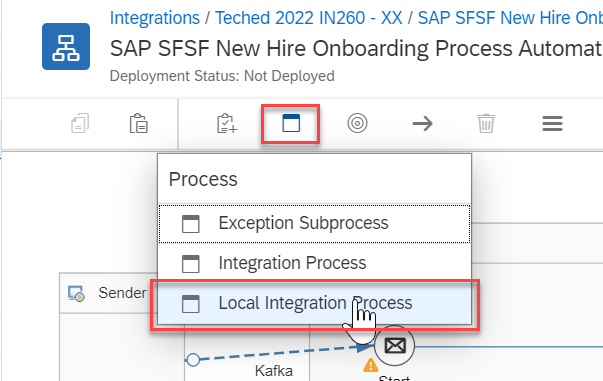 Integrations / Teched 2022 IN260 - XX / SAP SFSF New Hire Onb
SAP SFSF New Hire Onboarding Process Automat
Deployment Status: Not Deployed
Process
Exception Subprocess
Integration Process
Local Integration Process
Sender
Kafka
Start